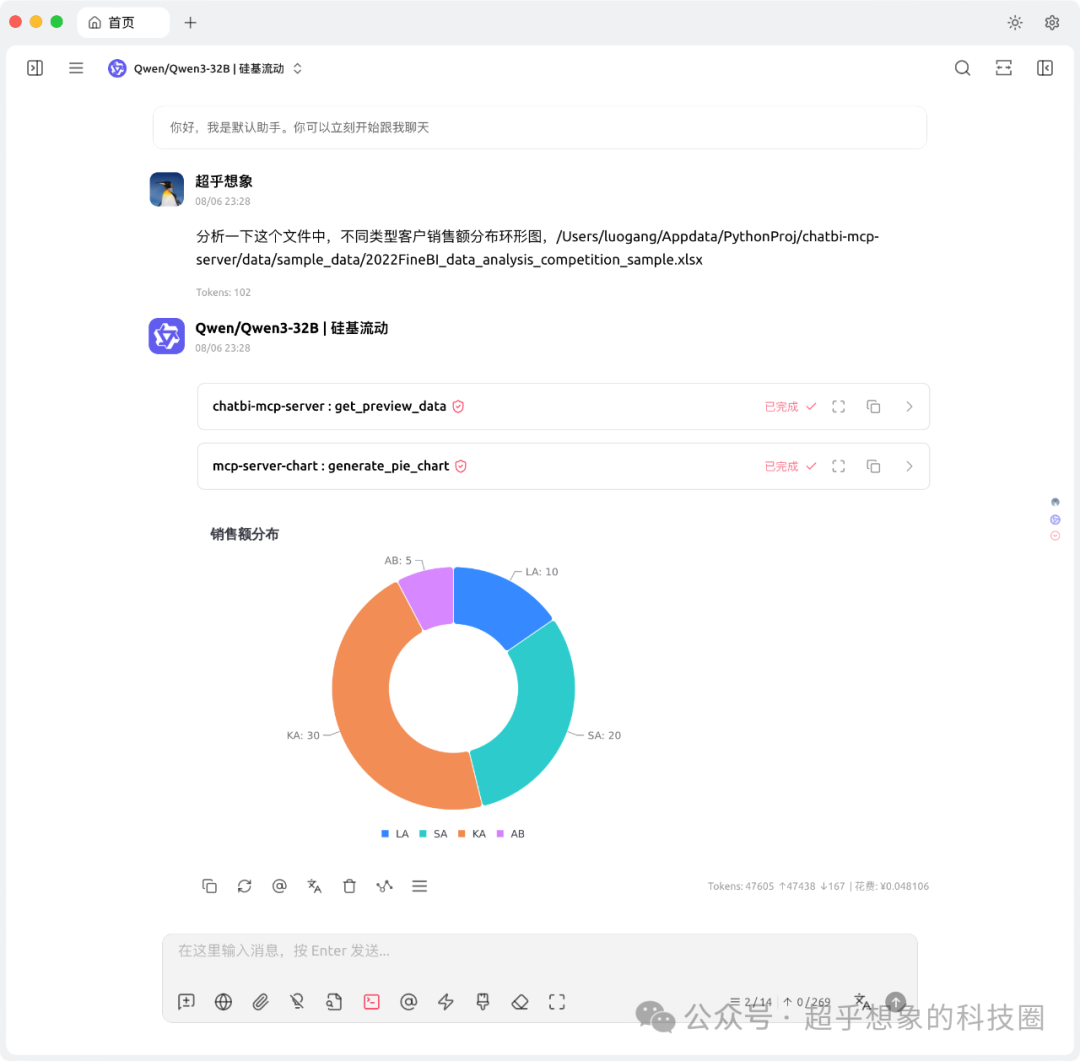 首页
Qwen/Qwen3-32B | 硅基流动
你好，我是默认助手。你可以立刻开始跟我聊天
超乎想象
08/06 23:28
分析一下这个文件中，不同类型客户销售额分布环形图，/Users/luogang/Appdata/PythonProj/chatbi-mcp-
server/data/sample_data/2022FineBI_data_analysis_competition_sample.xlsx
Tokens: 102
Qwen/Qwen3-32B | 硅基流动
08/06 23:28
chatbi-mcp-server : get_preview_data 已完成
mcp-server-chart : generate_pie_chart 已完成
销售额分布
AB: 5
LA: 10
KA: 30
SA: 20
LA SA KA AB
Tokens: 47605 ↑47438 ↓167 | 花费: ¥0.048106
在这里输入消息，按 Enter 发送...
2/14 ↑ 0/269
公众号 · 超乎想象的科技圈